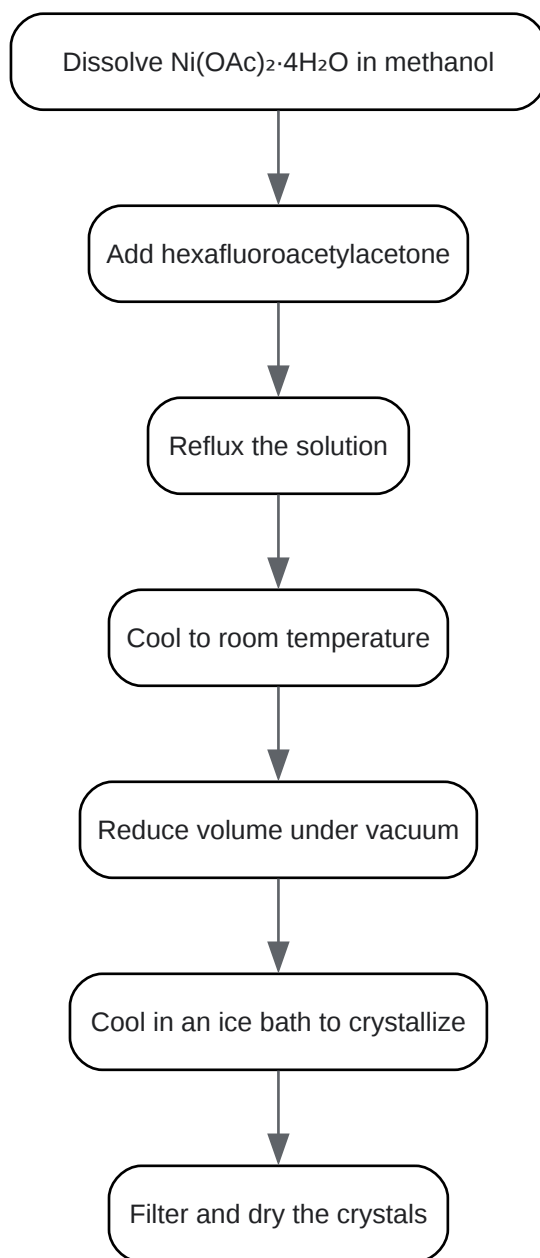 Dissolve Ni(OAc)₂·4H₂O in methanol
Add hexafluoroacetylacetone
Reflux the solution
Cool to room temperature
Reduce volume under vacuum
Cool in an ice bath to crystallize
Filter and dry the crystals